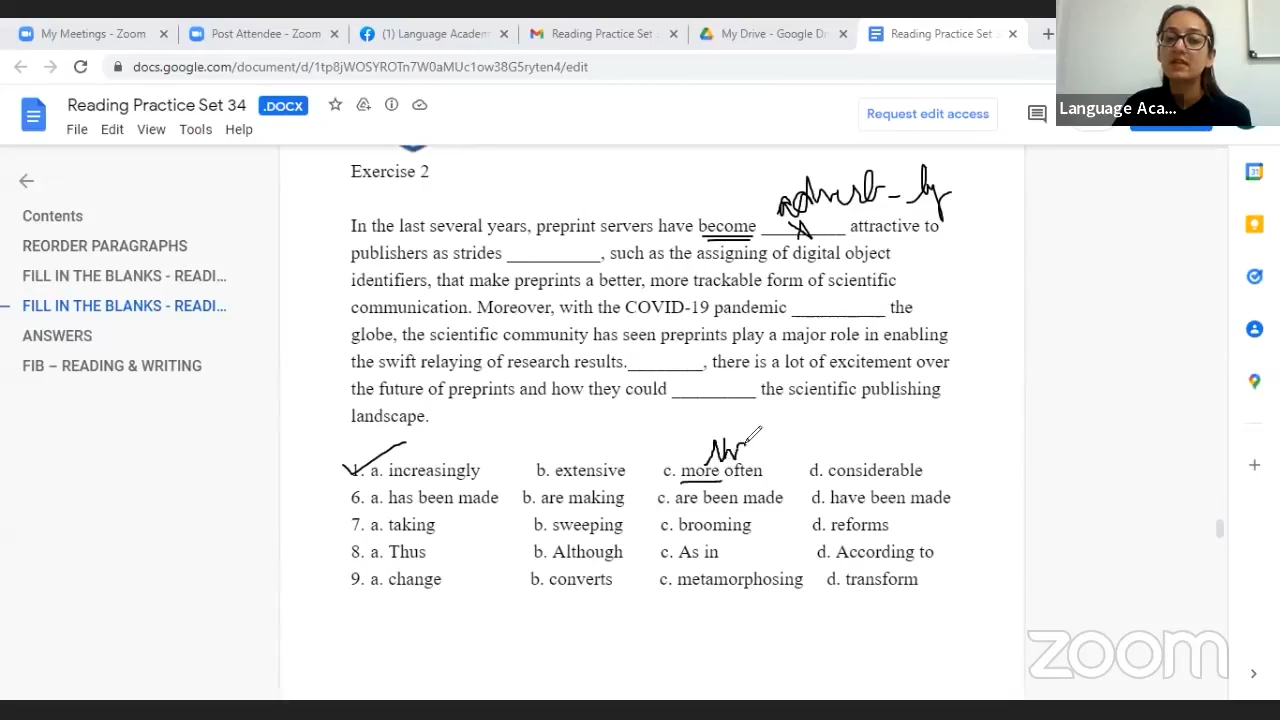 My Meetings - Zoom
Post Attendee - Zoom
(1) Language Academ
Reading Practice Set
My Drive - Google Dr
Reading Practice Set
docs.google.com/document/d/1tp8jWOSYROTn7W0aMUc1ow38G5ryten4/edit
Language Aca...
Reading Practice Set 34 .DOCX
Request edit access
File Edit View Tools Help
Contents
REORDER PARAGRAPHS
FILL IN THE BLANKS - READI...
FILL IN THE BLANKS - READI...
ANSWERS
FIB – READING & WRITING
Exercise 2
adverb - ly
In the last several years, preprint servers have become _________ attractive to
publishers as strides __________, such as the assigning of digital object
identifiers, that make preprints a better, more trackable form of scientific
communication. Moreover, with the COVID-19 pandemic __________ the
globe, the scientific community has seen preprints play a major role in enabling
the swift relaying of research results.________, there is a lot of excitement over
the future of preprints and how they could _________ the scientific publishing
landscape.
1. a. increasingly b. extensive c. more often d. considerable
6. a. has been made b. are making c. are been made d. have been made
7. a. taking b. sweeping c. brooming d. reforms
8. a. Thus b. Although c. As in d. According to
9. a. change b. converts c. metamorphosing d. transform
31
zoom